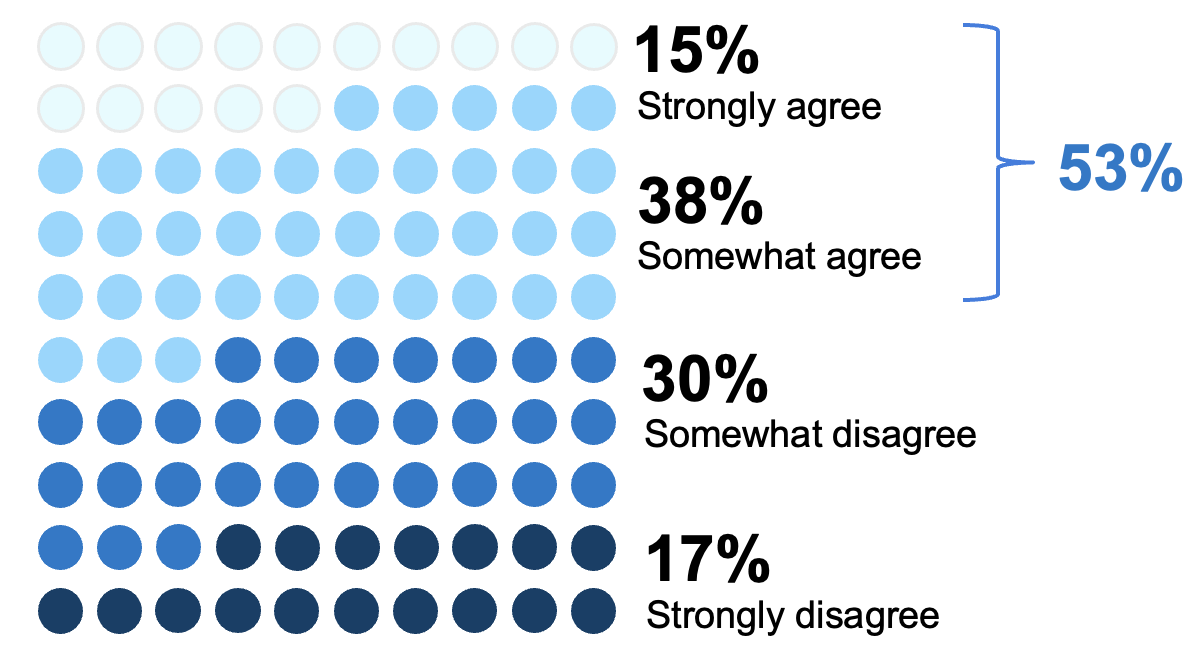 15%
Strongly agree
53%
38%
Somewhat agree
30%
Somewhat disagree
17%
Strongly disagree